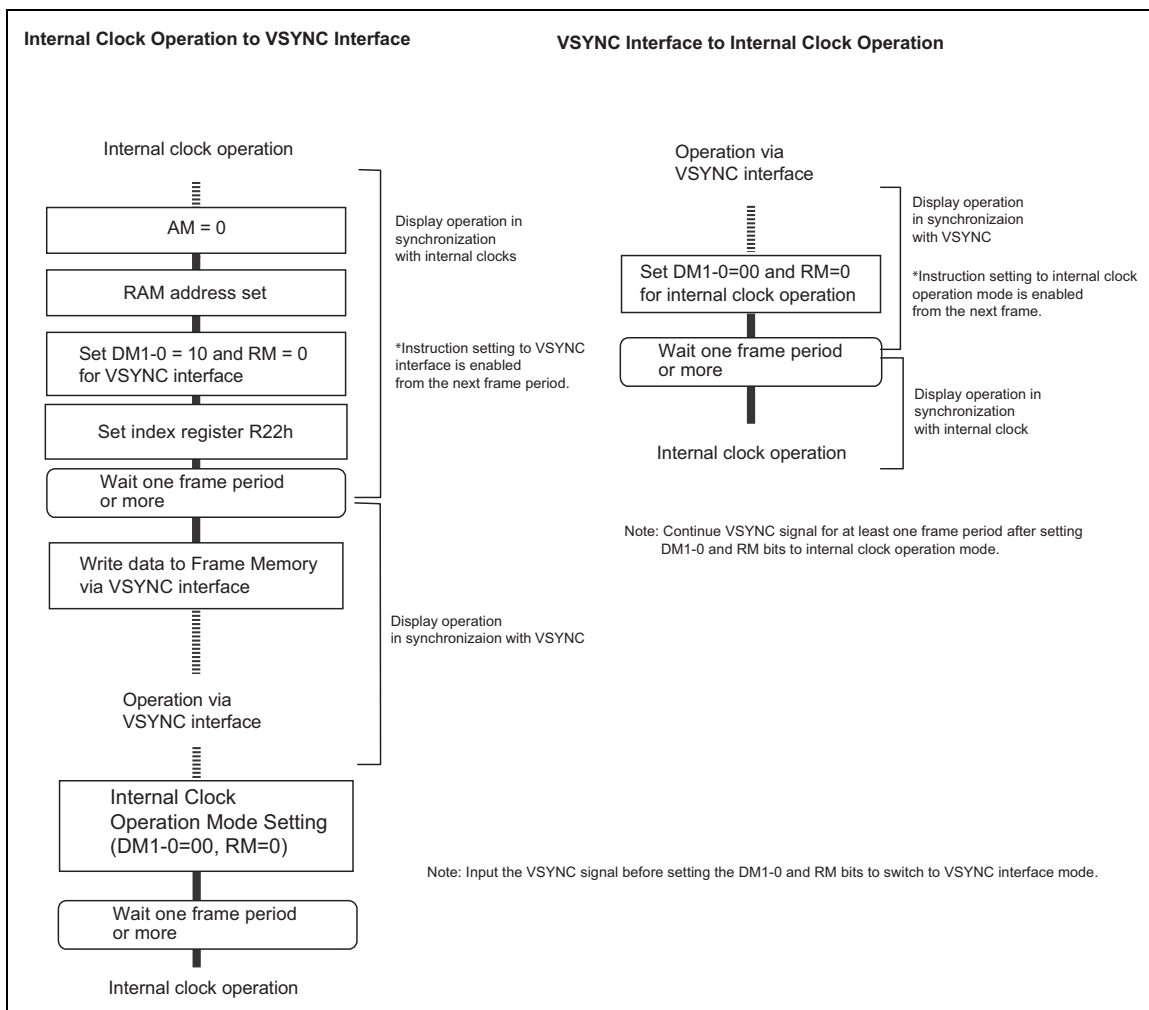 Internal Clock Operation to VSYNC Interface
Internal clock operation
AM = 0
RAM address set
Set DM1-0 = 10 and RM = 0
for VSYNC interface
Set index register R22h
Wait one frame period
or more
Write data to Frame Memory
via VSYNC interface
Operation via
VSYNC interface
Internal Clock
Operation Mode Setting
(DM1-0=00, RM=0)
Wait one frame period
or more
Internal clock operation
Display operation in
synchronization
with internal clocks
*Instruction setting to VSYNC
interface is enabled
from the next frame period.
Display operation
in synchronizaion with VSYNC
VSYNC Interface to Internal Clock Operation
Operation via
VSYNC interface
Set DM1-0=00 and RM=0
for internal clock operation
Wait one frame period
or more
Internal clock operation
Display operation
in synchronizaion
with VSYNC
*Instruction setting to internal clock
operation mode is enabled
from the next frame.
Display operation in
synchronization
with internal clock
Note: Continue VSYNC signal for at least one frame period after setting
DM1-0 and RM bits to internal clock operation mode.
Note: Input the VSYNC signal before setting the DM1-0 and RM bits to switch to VSYNC interface mode.